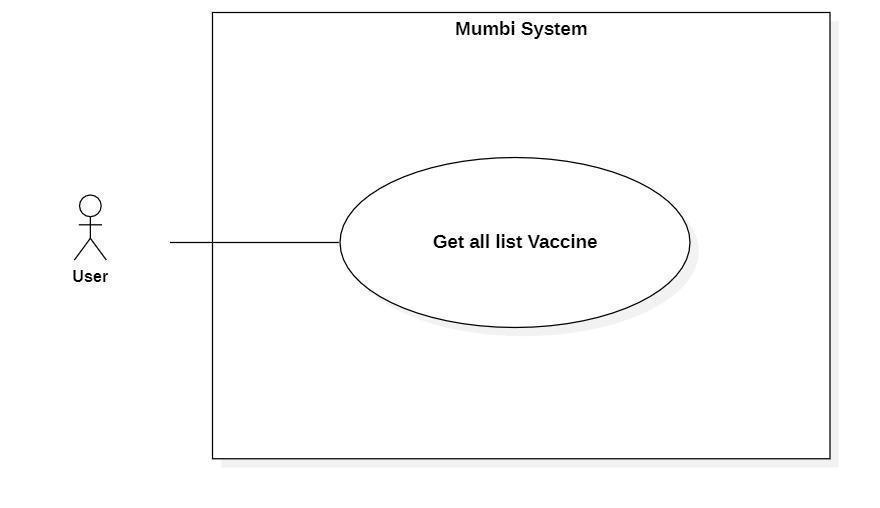 Mumbi System
Get all list Vaccine
User